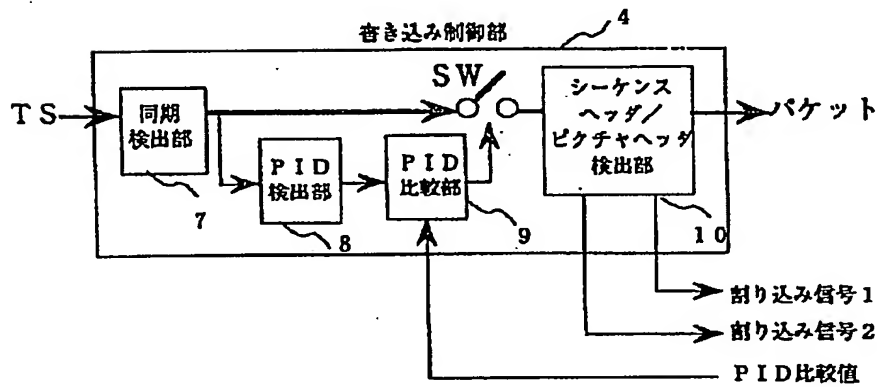 書き込み制御部
4
SW
TS
同期
検出部
シーケンス
ヘッダ/
ピクチャヘッダ
検出部
パケット
PID
検出部
PID
比較部
7
8
9
10
割り込み信号1
割り込み信号2
PID比較値